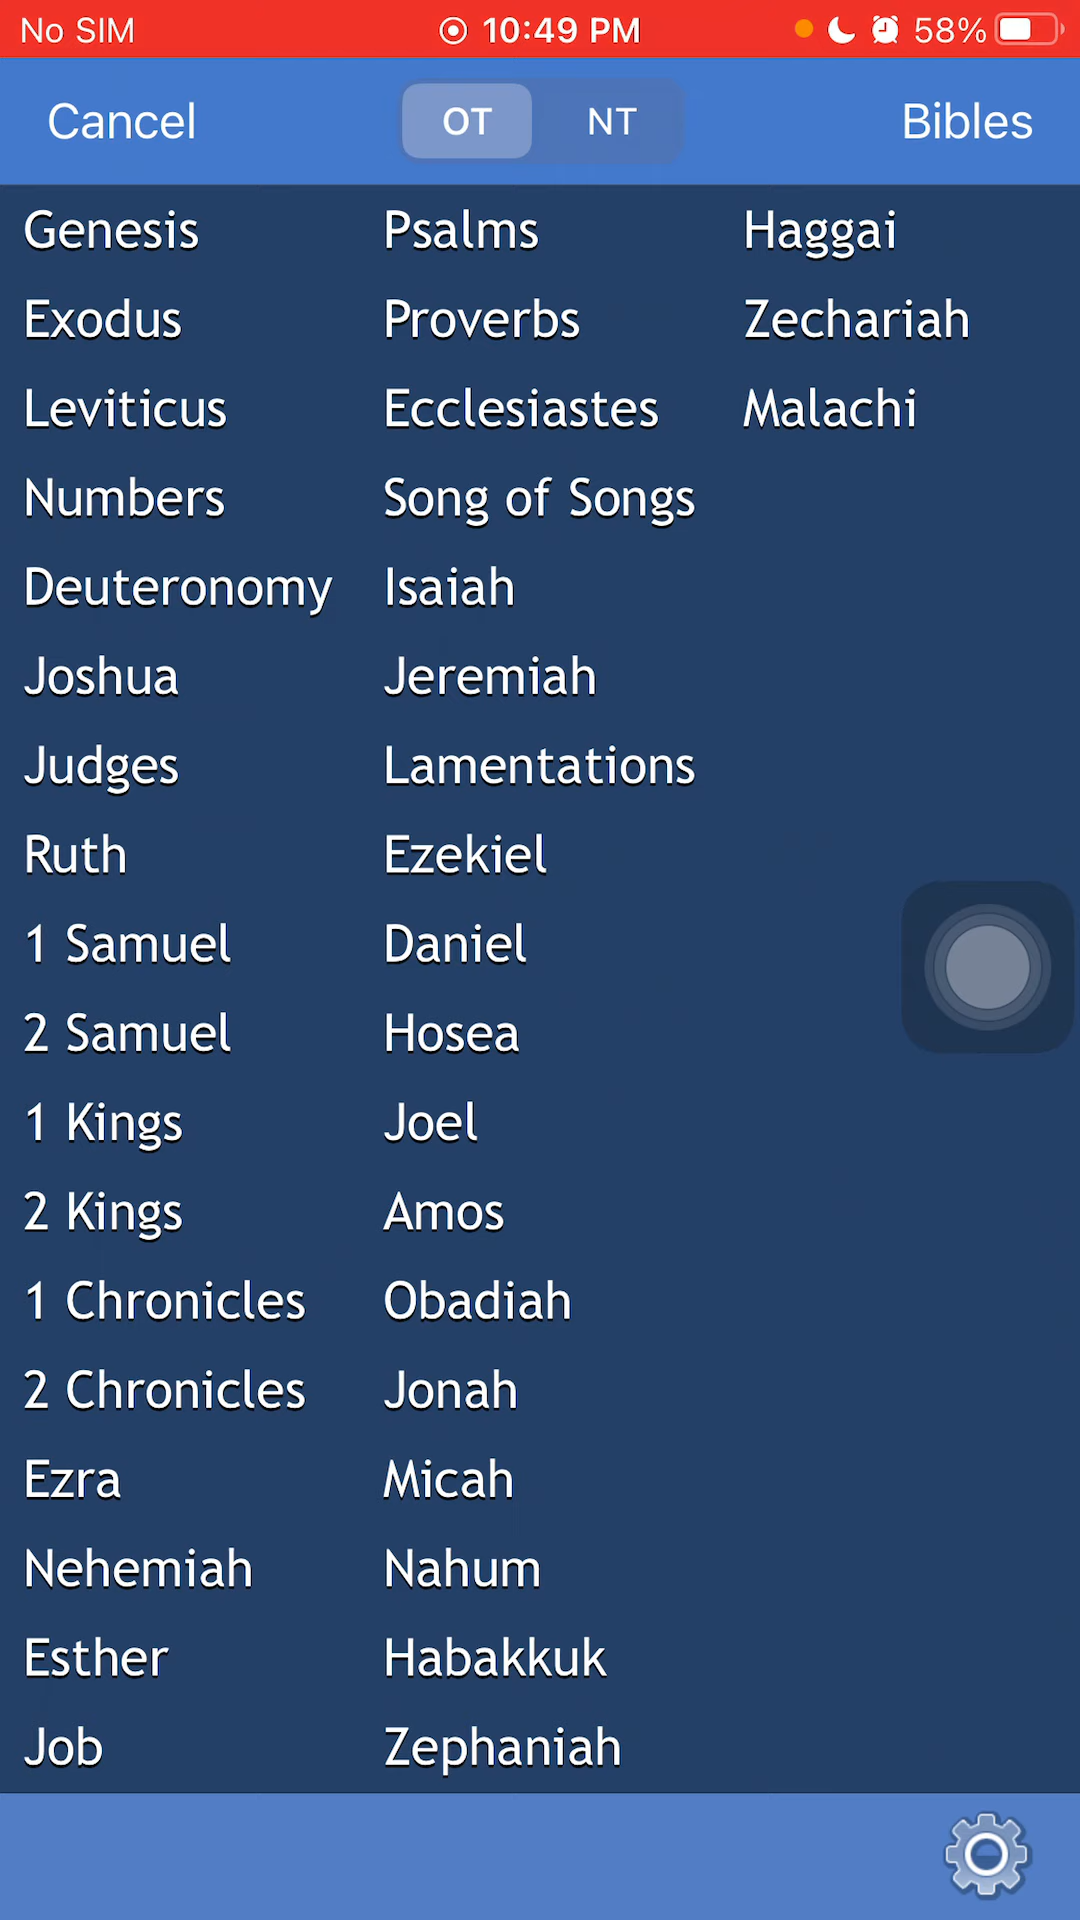 No SIM 10:49 PM 58%
Cancel OT NT Bibles
Genesis
Exodus
Leviticus
Numbers
Deuteronomy
Joshua
Judges
Ruth
1 Samuel
2 Samuel
1 Kings
2 Kings
1 Chronicles
2 Chronicles
Ezra
Nehemiah
Esther
Job
Psalms
Proverbs
Ecclesiastes
Song of Songs
Isaiah
Jeremiah
Lamentations
Ezekiel
Daniel
Hosea
Joel
Amos
Obadiah
Jonah
Micah
Nahum
Habakkuk
Zephaniah
Haggai
Zechariah
Malachi